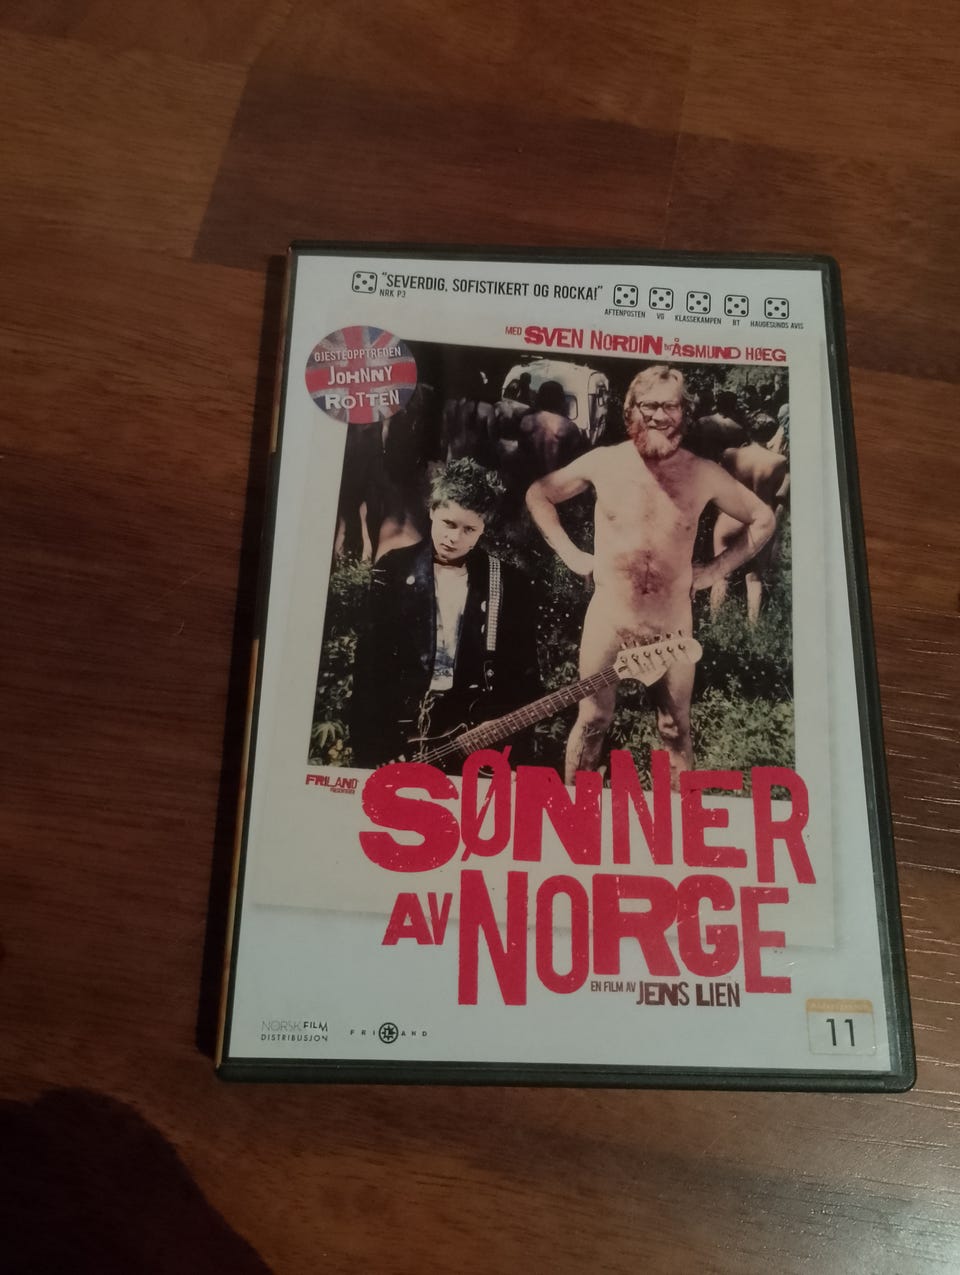 "SEVERDIG, SOFISTIKERT OG ROCKA!"
NRK P3
AFTENPOSTEN
VG
KLASSEKAMPEN
BT
HAUGESUNDS AVIS
MED SVEN NORDIN OG ÅSMUND HØEG
GJESTEOPPTREDEN
JOHNNY
ROTTEN
FRILAND
SØNNER
AV NORGE
EN FILM AV JENS LIEN
NORSK FILM
DISTRIBUSJON
FRILAND
11